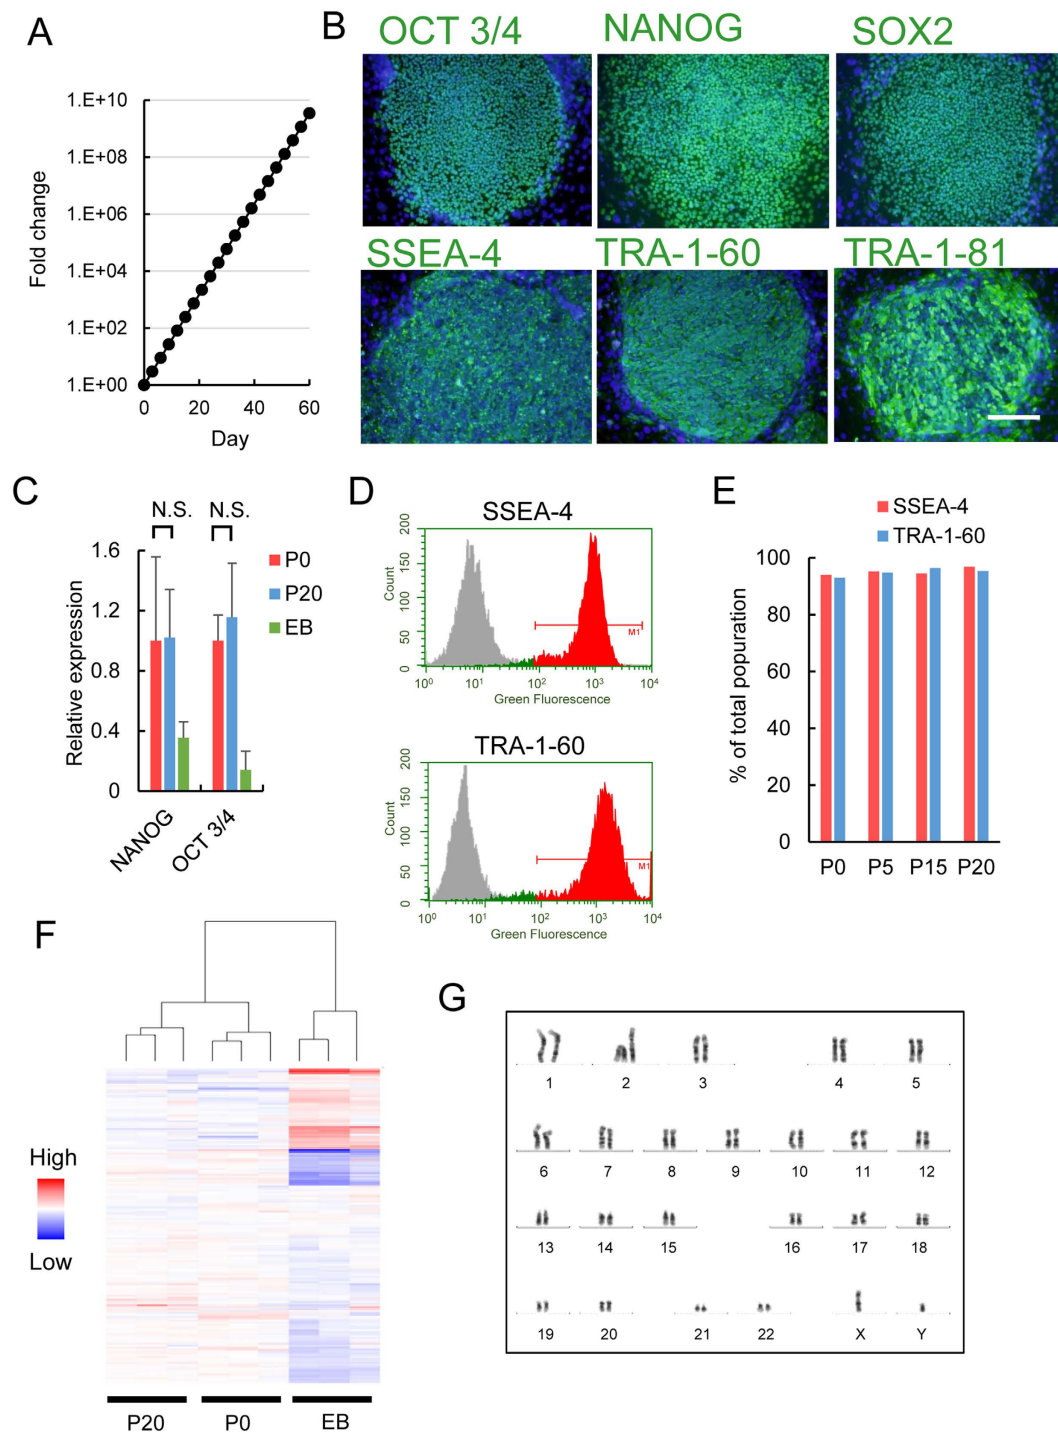 A
1.E+10
1.E+08
1.E+06
1.E+04
1.E+02
1.E+00
Fold change
0 20 40 60
Day
B
OCT 3/4 NANOG SOX2
SSEA-4 TRA-1-60 TRA-1-81
C
N.S. N.S.
1.6
1.2
0.8
0.4
0
Relative expression
P0
P20
EB
NANOG
OCT 3/4
D
SSEA-4
200
150
100
50
0
Count
M1
10⁰ 10¹ 10² 10³ 10⁴
Green Fluorescence
TRA-1-60
200
150
100
50
0
Count
M1
10⁰ 10¹ 10² 10³ 10⁴
Green Fluorescence
E
SSEA-4
TRA-1-60
100
80
60
40
20
0
% of total popuration
P0 P5 P15 P20
F
High
Low
P20 P0 EB
G
1 2 3 4 5
6 7 8 9 10 11 12
13 14 15 16 17 18
19 20 21 22 X Y